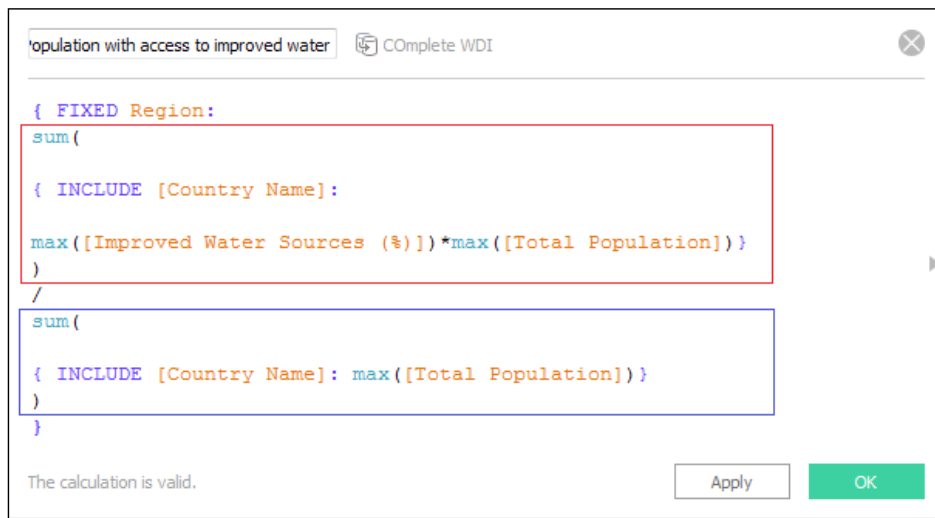 Population with access to improved water COmplete WDI
{ FIXED Region:
sum(
{ INCLUDE [Country Name]:
max([Improved Water Sources (%)])*max([Total Population])}
)
/
sum(
{ INCLUDE [Country Name]: max([Total Population])}
)
}
The calculation is valid. Apply OK